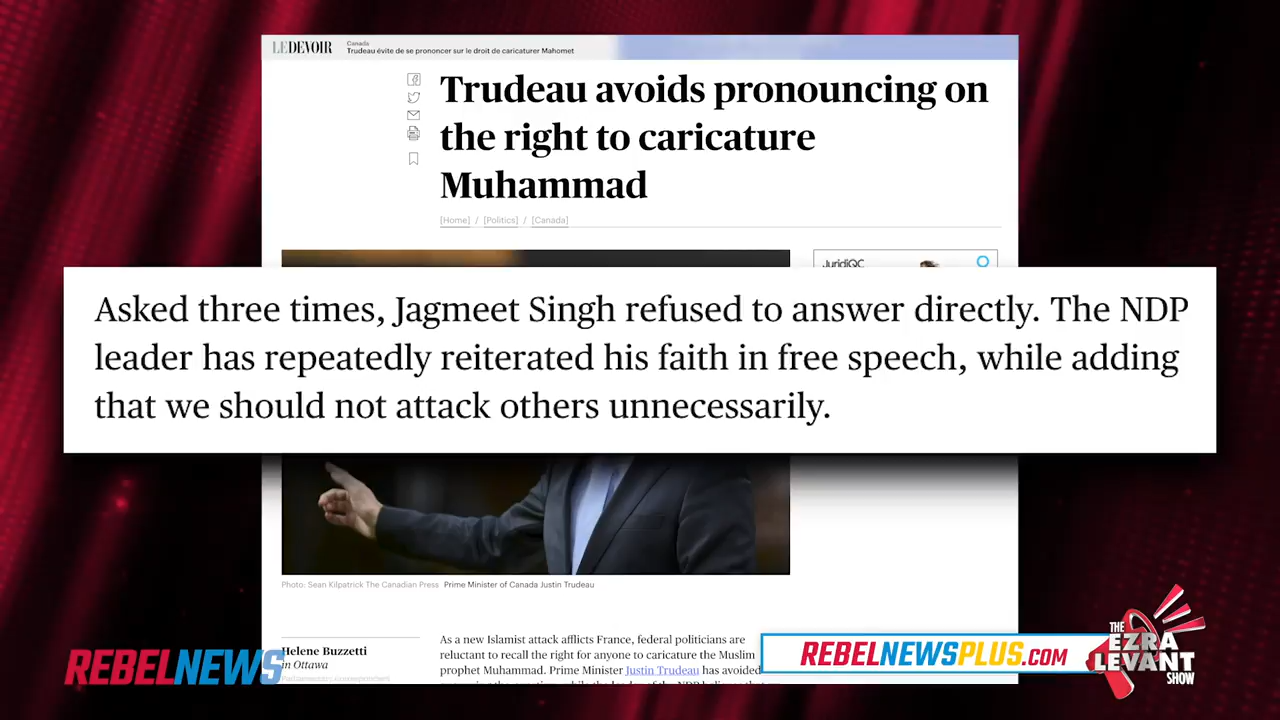 LE DEVOIR
Canada
Trudeau évite de se prononcer sur le droit de caricaturer Mahomet
Trudeau avoids pronouncing on
the right to caricature
Muhammad
[Home] / [Politics] / [Canada]
JuridiQC
Asked three times, Jagmeet Singh refused to answer directly. The NDP
leader has repeatedly reiterated his faith in free speech, while adding
that we should not attack others unnecessarily.
Photo: Sean Kilpatrick The Canadian Press Prime Minister of Canada Justin Trudeau
Helene Buzzetti
in Ottawa
As a new Islamist attack afflicts France, federal politicians are
reluctant to recall the right for anyone to caricature the Muslim
prophet Muhammad. Prime Minister Justin Trudeau has avoided
REBELNEWS
REBELNEWSPLUS.COM
THE
EZRA
LEVANT
SHOW